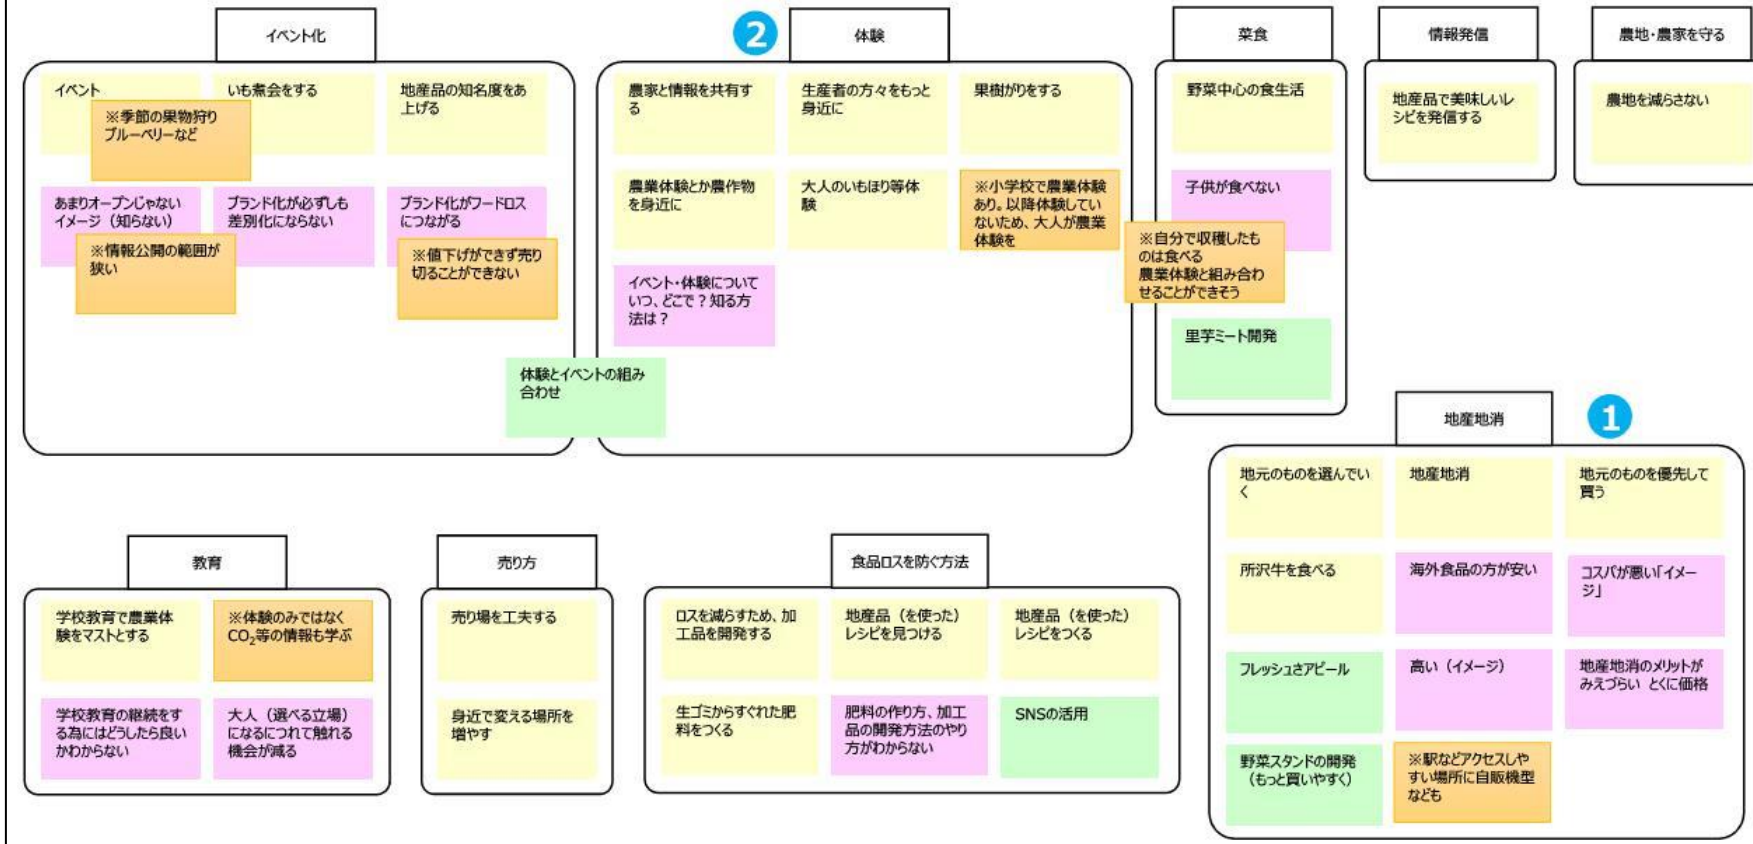 イベント化
イベント
※季節の果物狩り
ブルーベリーなど
いも煮会をする
地産品の知名度をあ
上げる
あまりオープンじゃない
イメージ（知らない）
※情報公開の範囲が
狭い
ブランド化が必ずしも
差別化にならない
ブランド化がフードロス
につながる
※値下げができず売り
切ることができない
体験とイベントの組み
合わせ
2
体験
農家と情報を共有す
る
生産者の方々をもっと
身近に
果樹がりをする
農業体験とか農作物
を身近に
大人のいもほり等体
験
※小学校で農業体験
あり。以降体験してい
ないため、大人が農業
体験を
イベント・体験について
いつ、どこで？知る方
法は？
菜食
野菜中心の食生活
子供が食べない
※自分で収穫したも
のは食べる
農業体験と組み合わ
せることができそう
里芋ミート開発
情報発信
地産品で美味しいレ
シピを発信する
農地・農家を守る
農地を減らさない
地産地消
1
地元のものを選んでい
く
地産地消
地元のものを優先して
買う
所沢牛を食べる
海外食品の方が安い
コスパが悪い「イメー
ジ」
フレッシュさアピール
高い（イメージ）
地産地消のメリットが
みえづらい とくに価格
野菜スタンドの開発
（もっと買いやすく）
※駅などアクセスしや
すい場所に自販機型
なども
教育
学校教育で農業体
験をマストとする
※体験のみではなく
CO₂等の情報も学ぶ
学校教育の継続をす
る為にはどうしたら良い
かわからない
大人（選べる立場）
になるにつれて触れる
機会が減る
売り方
売り場を工夫する
身近で変える場所を
増やす
食品ロスを防ぐ方法
ロスを減らすため、加
工品を開発する
地産品（を使った）
レシピを見つける
地産品（を使った）
レシピをつくる
生ゴミからすぐれた肥
料をつくる
肥料の作り方、加工
品の開発方法のやり
方がわからない
SNSの活用